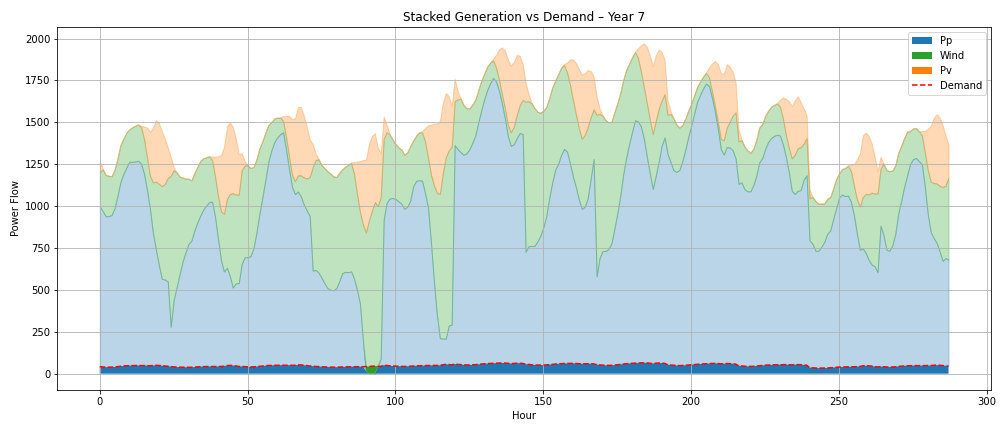 Stacked Generation vs Demand – Year 7
Power Flow
2000
1750
1500
1250
1000
750
500
250
0
Pp
Wind
Pv
Demand
0
50
100
150
200
250
300
Hour